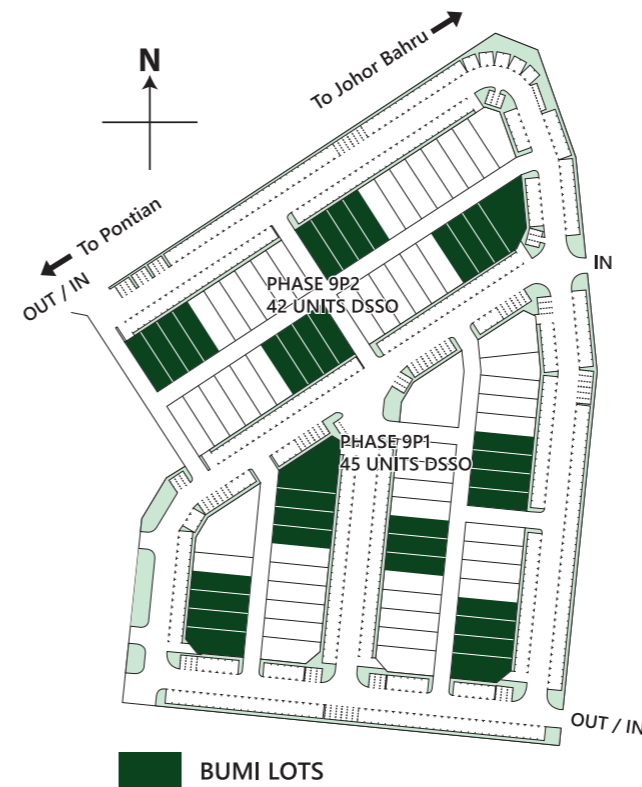 N
To Johor Bahru
To Pontian
OUT / IN
IN
PHASE 9P2
42 UNITS DSSO
PHASE 9P1
45 UNITS DSSO
OUT / IN
BUMI LOTS